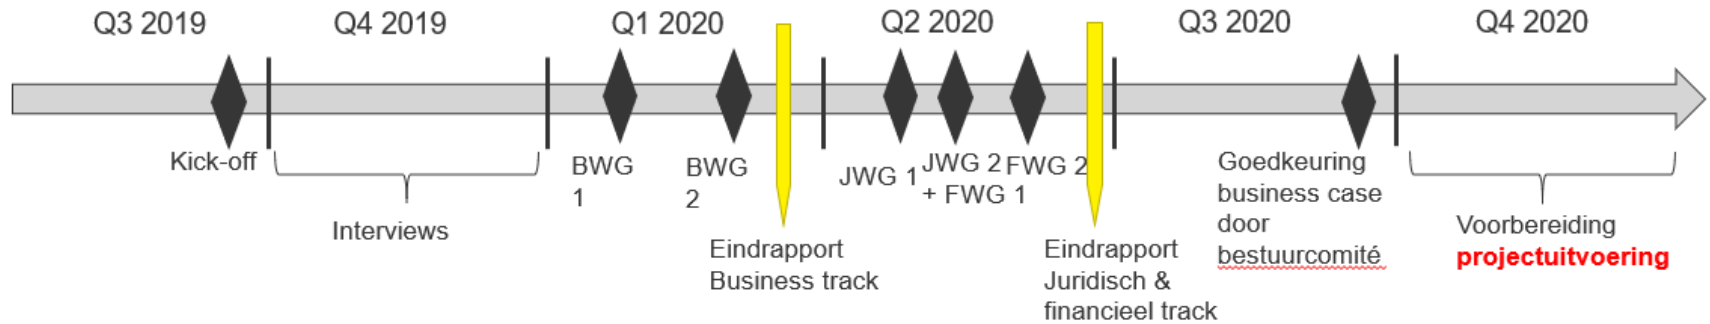 Q3 2019
Q4 2019
Q1 2020
Q2 2020
Q3 2020
Q4 2020
Kick-off
Interviews
BWG
1
BWG
2
Eindrapport
Business track
JWG 1
JWG 2
+ FWG 1
FWG 2
Eindrapport
Juridisch &
financieel track
Goedkeuring
business case
door
bestuurcomité
Voorbereiding
projectuitvoering